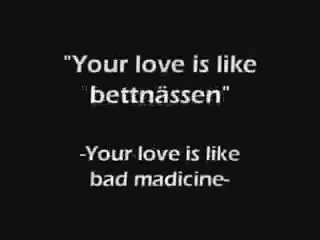 "Your love is like
bettnässen"
-Your love is like
bad madicine-